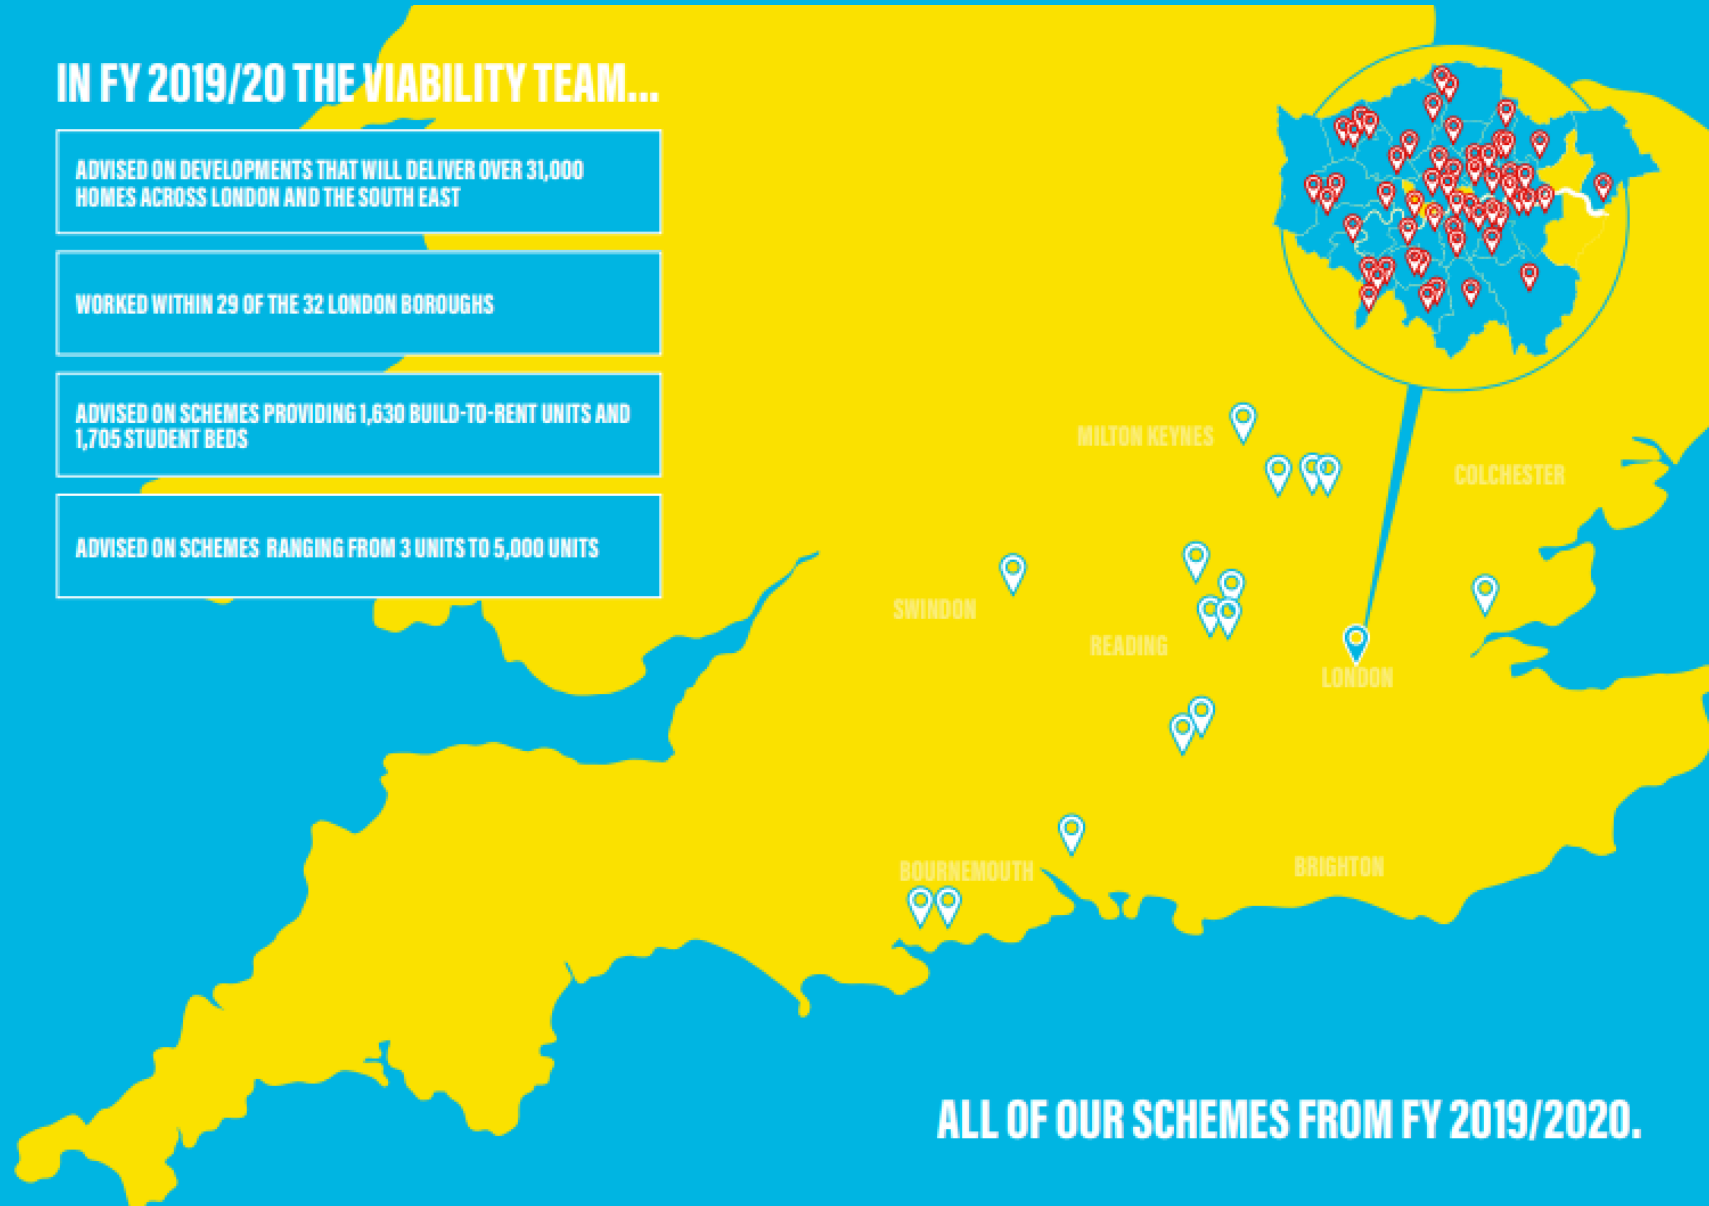 IN FY 2019/20 THE VIABILITY TEAM...
ADVISED ON DEVELOPMENTS THAT WILL DELIVER OVER 31,000
HOMES ACROSS LONDON AND THE SOUTH EAST
WORKED WITHIN 29 OF THE 32 LONDON BOROUGHS
ADVISED ON SCHEMES PROVIDING 1,630 BUILD-TO-RENT UNITS AND
1,705 STUDENT BEDS
ADVISED ON SCHEMES RANGING FROM 3 UNITS TO 5,000 UNITS
MILTON KEYNES
COLCHESTER
SWINDON
READING
LONDON
BOURNEMOUTH
BRIGHTON
ALL OF OUR SCHEMES FROM FY 2019/2020.